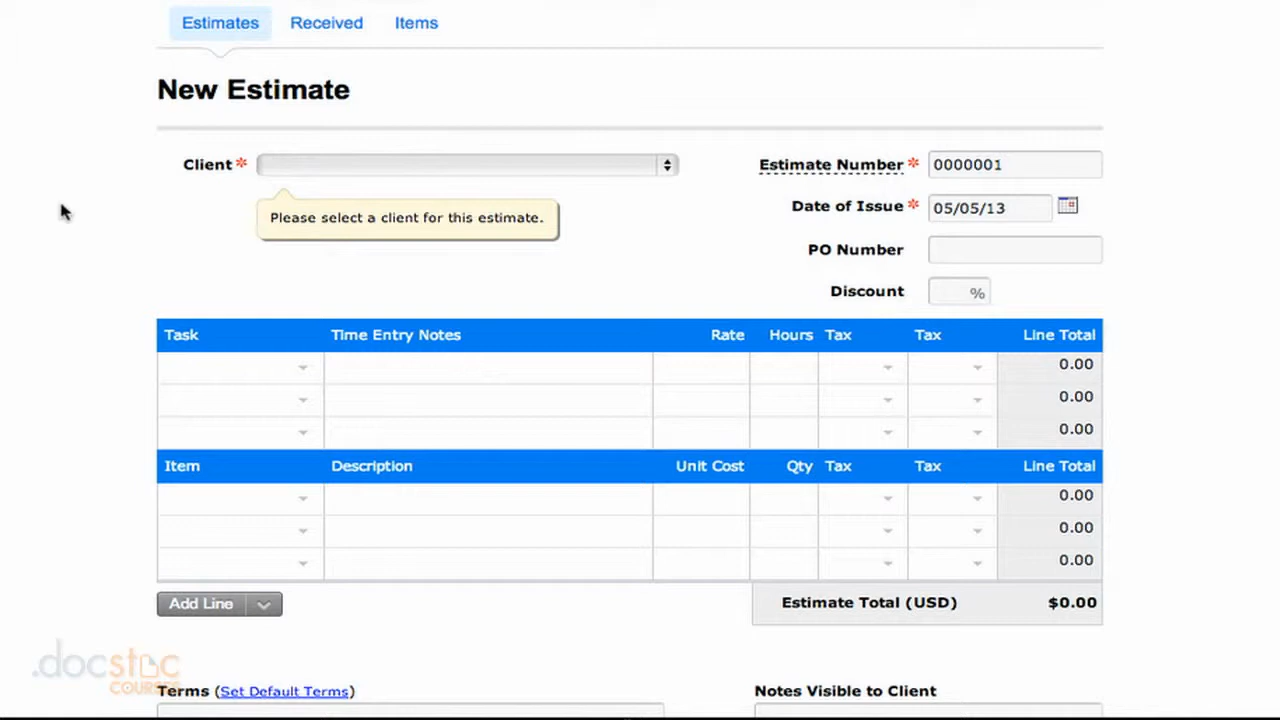 Estimates Received Items
New Estimate
Client * Estimate Number * 0000001
Please select a client for this estimate.
Date of Issue * 05/05/13
PO Number
Discount %
Task Time Entry Notes Rate Hours Tax Tax Line Total
0.00
0.00
0.00
Item Description Unit Cost Qty Tax Tax Line Total
0.00
0.00
0.00
Add Line Estimate Total (USD) $0.00
.docstoc
COURSES
Terms (Set Default Terms) Notes Visible to Client